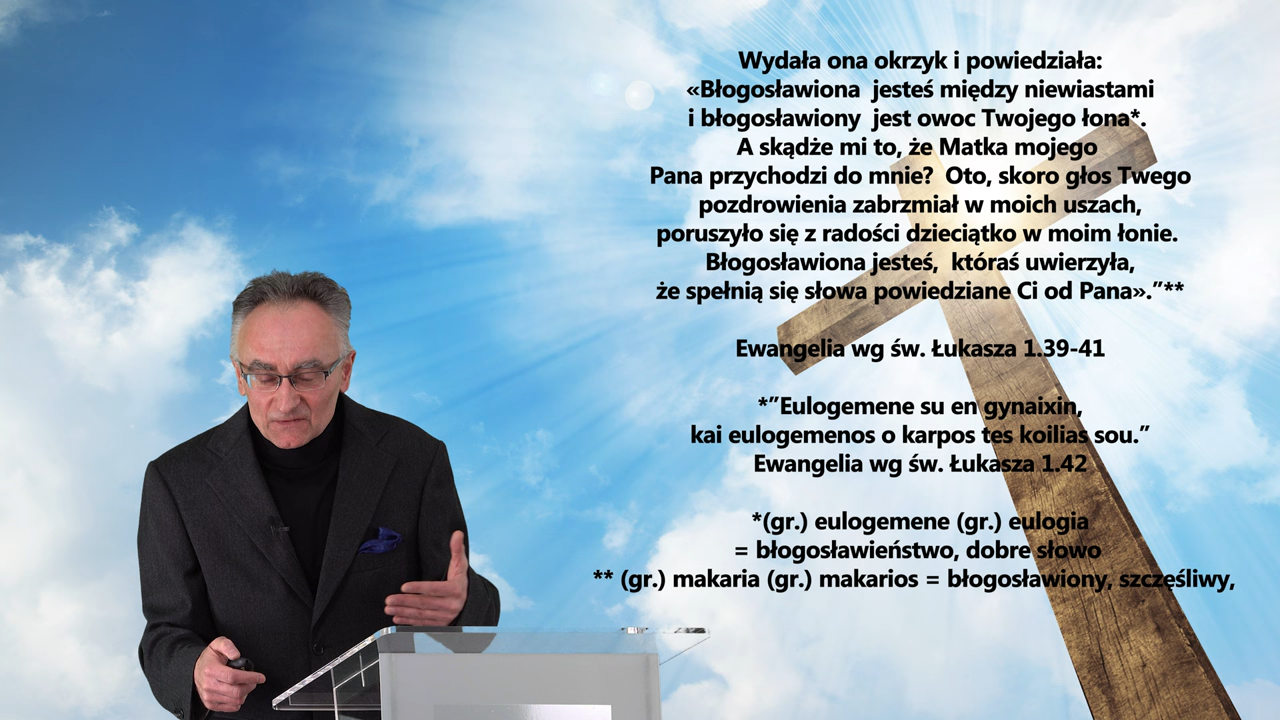 Wydała ona okrzyk i powiedziała:
«Błogosławiona jesteś między niewiastami
i błogosławiony jest owoc Twojego łona*.
A skądże mi to, że Matka mojego
Pana przychodzi do mnie? Oto, skoro głos Twego
pozdrowienia zabrzmiał w moich uszach,
poruszyło się z radości dzieciątko w moim łonie.
Błogosławiona jesteś, któraś uwierzyła,
że spełnią się słowa powiedziane Ci od Pana».”**
Ewangelia wg św. Łukasza 1.39-41
*”Eulogemene su en gynaixin,
kai eulogemenos o karpos tes koilias sou.”
Ewangelia wg św. Łukasza 1.42
*(gr.) eulogemene (gr.) eulogia
= błogosławieństwo, dobre słowo
** (gr.) makaria (gr.) makarios = błogosławiony, szczęśliwy,